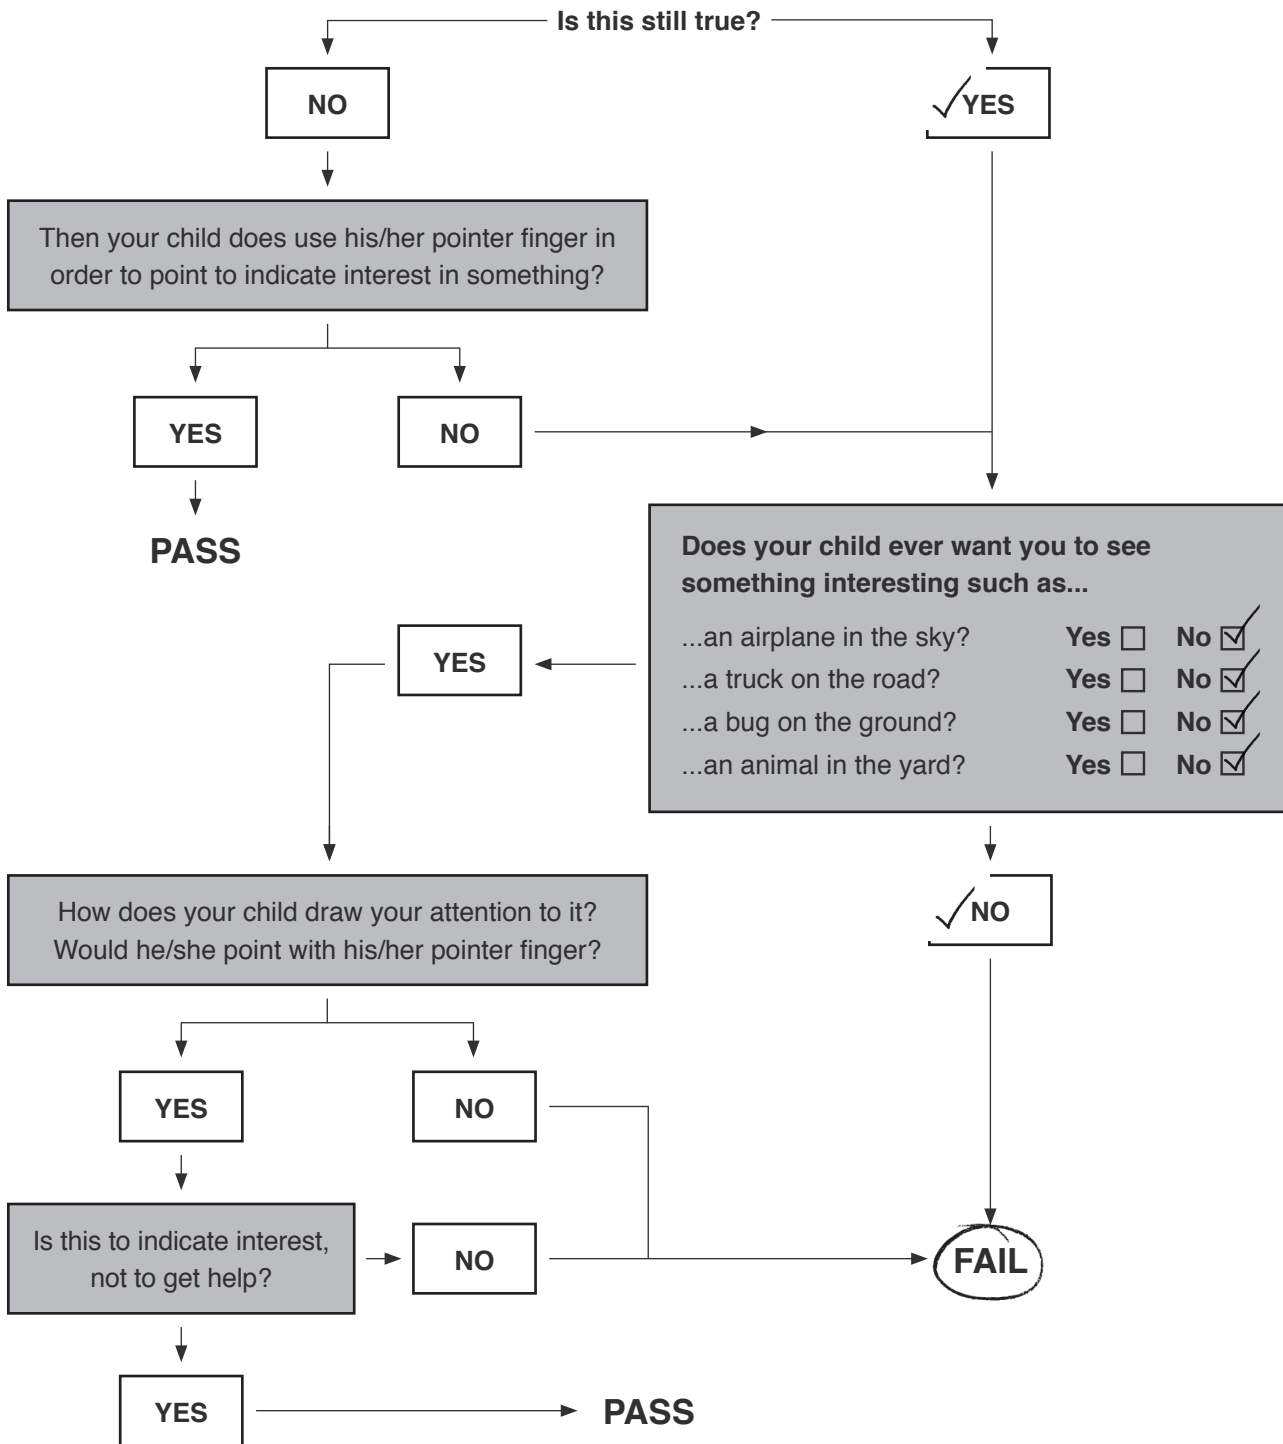 Is this still true?
NO
✓YES
Then your child does use his/her pointer finger in
order to point to indicate interest in something?
YES
NO
PASS
Does your child ever want you to see
something interesting such as...
...an airplane in the sky? Yes ☐ No ☑
...a truck on the road? Yes ☐ No ☑
...a bug on the ground? Yes ☐ No ☑
...an animal in the yard? Yes ☐ No ☑
YES
✓NO
How does your child draw your attention to it?
Would he/she point with his/her pointer finger?
YES
NO
Is this to indicate interest,
not to get help?
NO
FAIL
YES
PASS